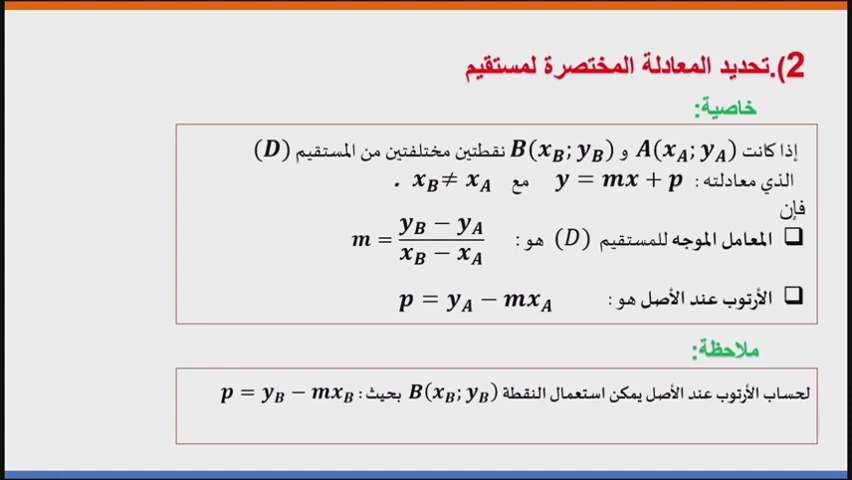 2).تحديد المعادلة المختصرة لمستقيم
خاصية:
إذا كانت A(x_A; y_A) و B(x_B; y_B) نقطتين مختلفتين من المستقيم (D)
الذي معادلته : y = mx + p مع x_B ≠ x_A .
فإن
❑ المعامل الموجه للمستقيم (D) هو : m = \frac{y_B − y_A}{x_B − x_A}
❑ الأرتوب عند الأصل هو : p = y_A − mx_A
ملاحظة:
لحساب الأرتوب عند الأصل يمكن استعمال النقطة B(x_B; y_B) بحيث : p = y_B − mx_B